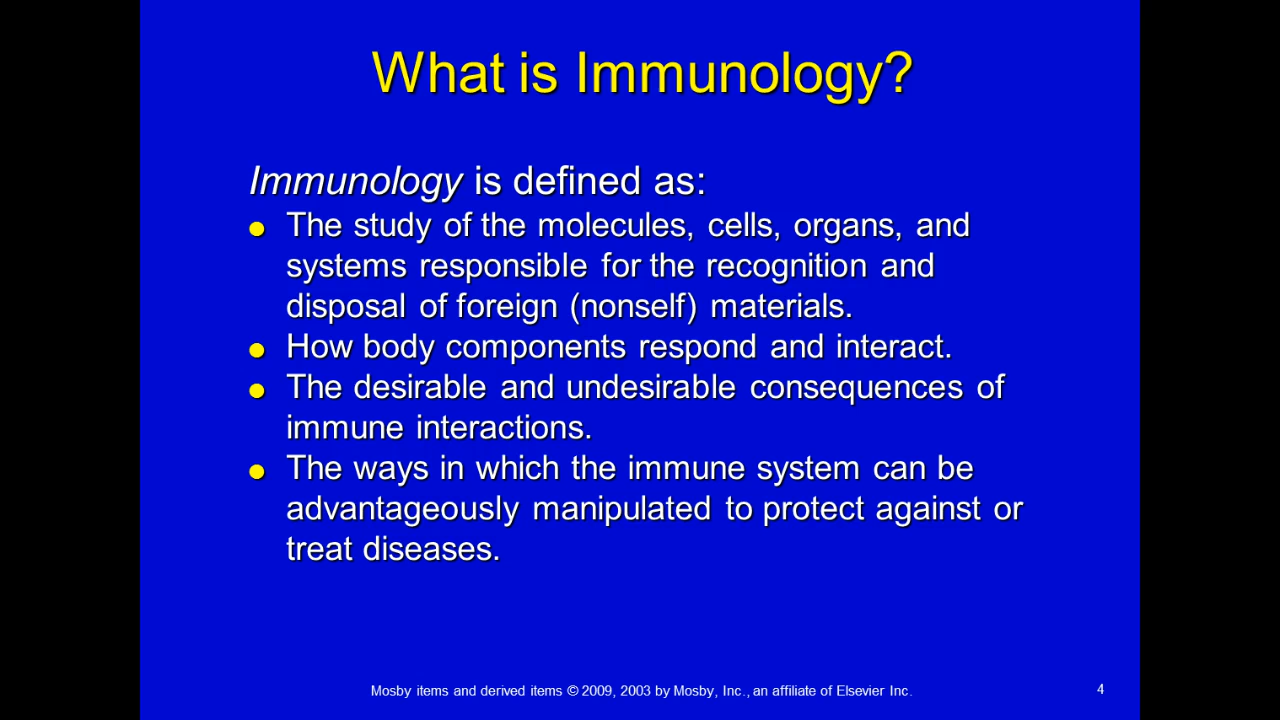 What is Immunology?
Immunology is defined as:
● The study of the molecules, cells, organs, and
systems responsible for the recognition and
disposal of foreign (nonself) materials.
● How body components respond and interact.
● The desirable and undesirable consequences of
immune interactions.
● The ways in which the immune system can be
advantageously manipulated to protect against or
treat diseases.
Mosby items and derived items © 2009, 2003 by Mosby, Inc., an affiliate of Elsevier Inc.
4